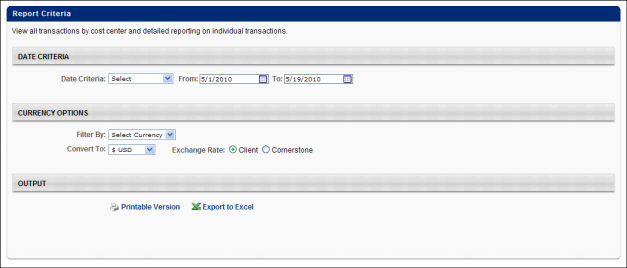 Report Criteria
View all transactions by cost center and detailed reporting on individual transactions.
DATE CRITERIA
Date Criteria: Select From: 5/1/2010 To: 5/19/2010
CURRENCY OPTIONS
Filter By: Select Currency
Convert To: $ USD Exchange Rate: Client Cornerstone
OUTPUT
Printable Version Export to Excel